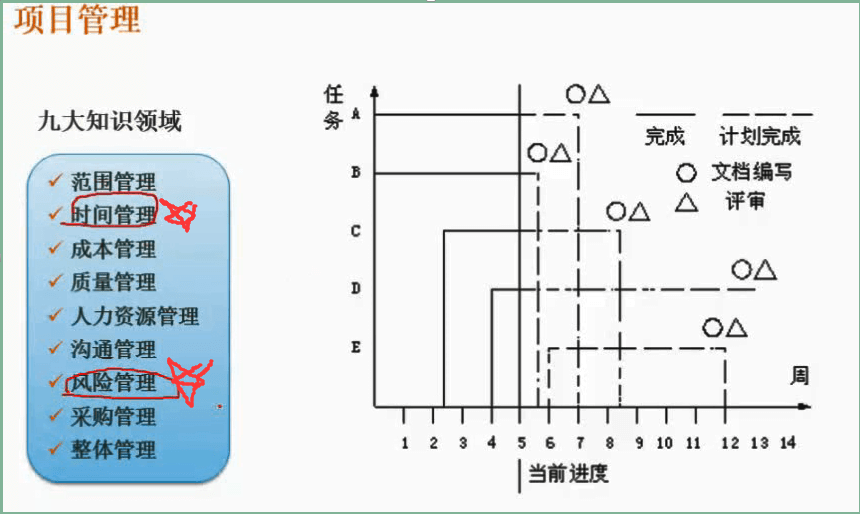 项目管理
九大知识领域
范围管理
时间管理
成本管理
质量管理
人力资源管理
沟通管理
风险管理
采购管理
整体管理
任务
A
B
C
D
E
完成
计划完成
文档编写
评审
周
1 2 3 4 5 6 7 8 9 10 11 12 13 14
当前进度